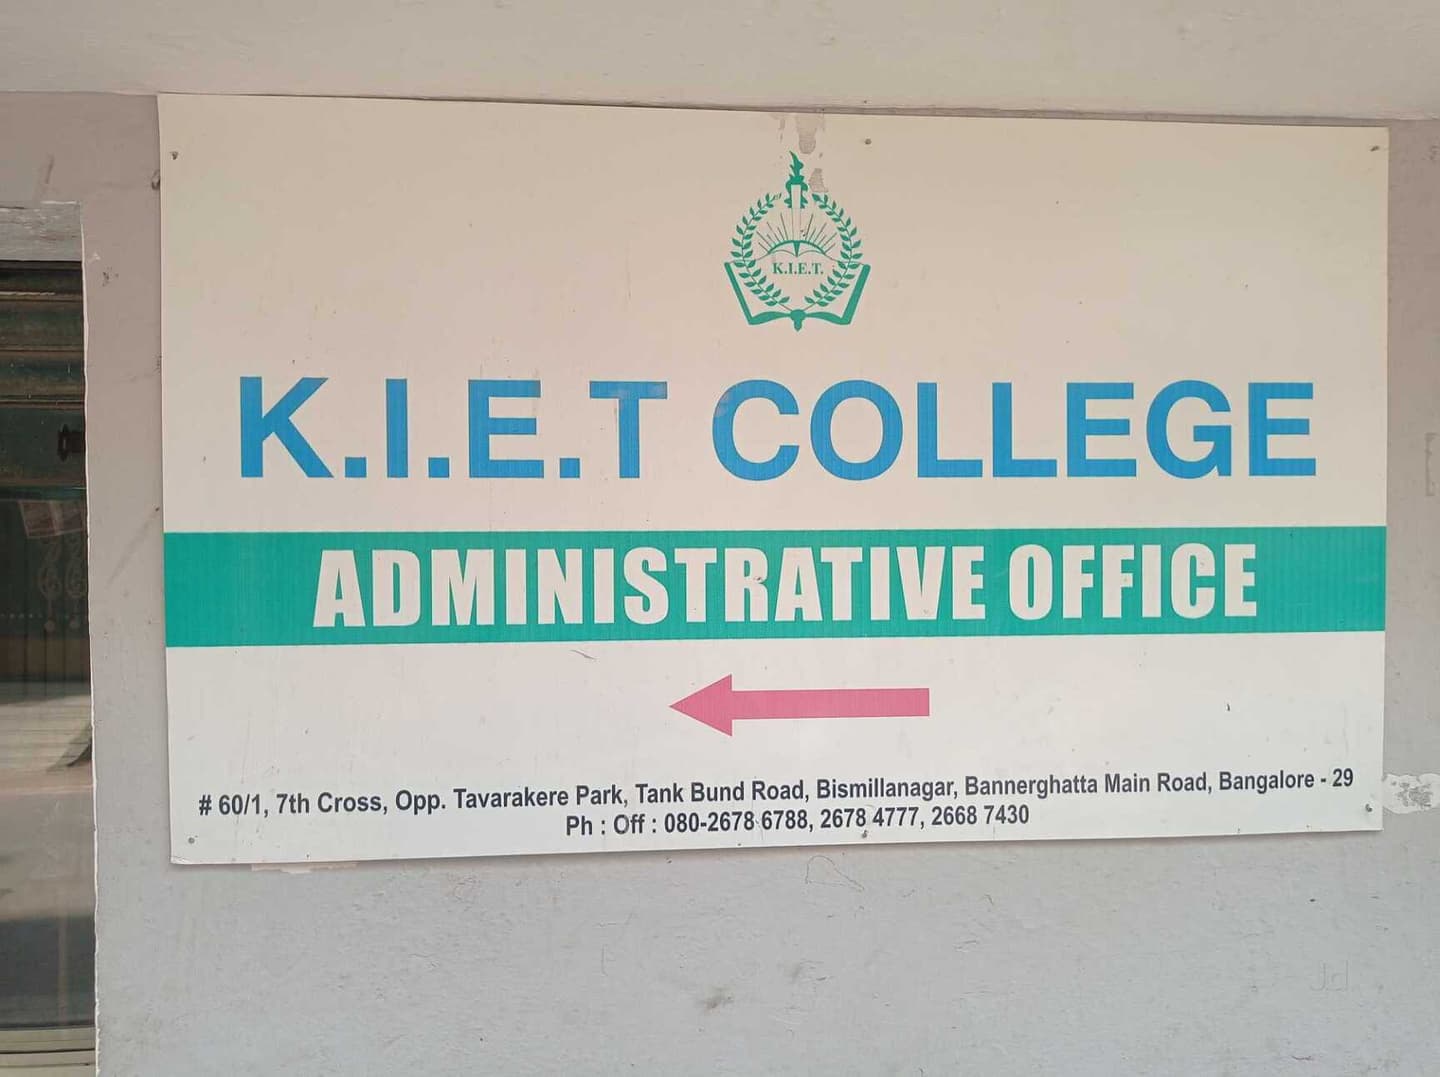 K.I.E.T.
K.I.E.T COLLEGE
ADMINISTRATIVE OFFICE
# 60/1, 7th Cross, Opp. Tavarakere Park, Tank Bund Road, Bismillanagar, Bannerghatta Main Road, Bangalore - 29
Ph : Off : 080-2678 6788, 2678 4777, 2668 7430
Jd